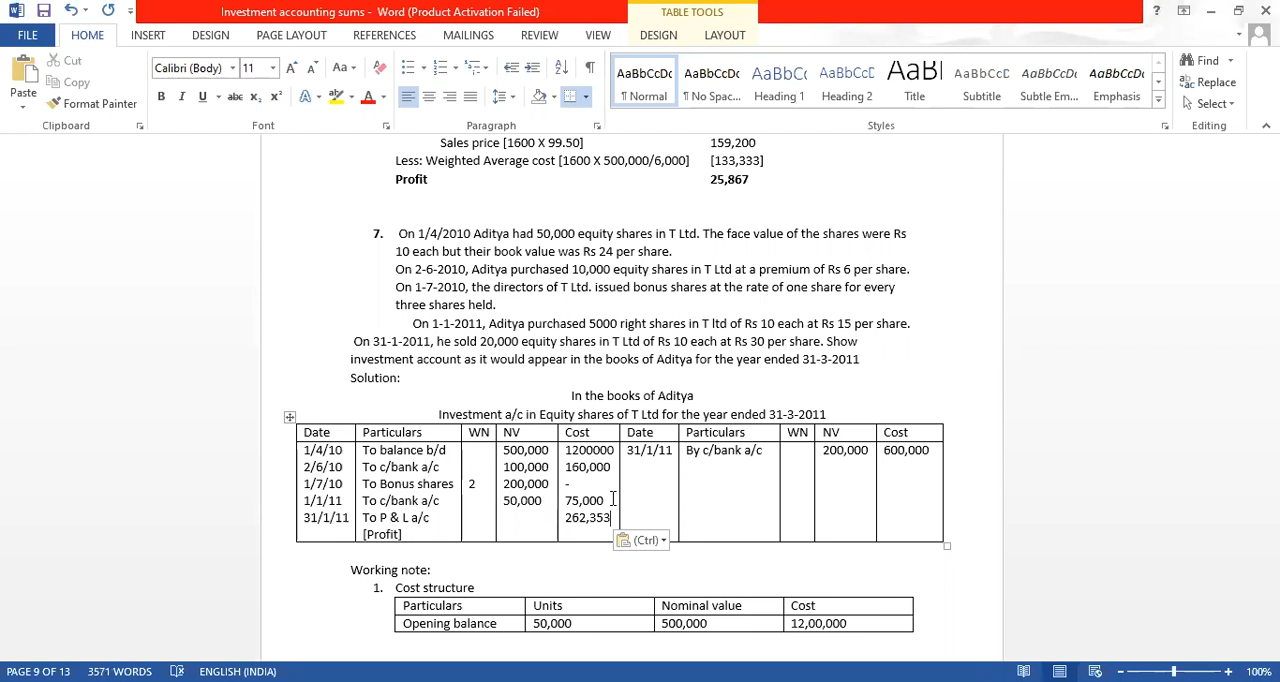 Investment accounting sums - Word (Product Activation Failed)
TABLE TOOLS
FILE HOME INSERT DESIGN PAGE LAYOUT REFERENCES MAILINGS REVIEW VIEW DESIGN LAYOUT
Paste
Cut
Copy
Format Painter
Clipboard
Calibri (Body) 11
Font
Paragraph
AaBbCcDc AaBbCcDc AaBbCc AaBbCcD AaBl AaBbCcD AaBbCcDc AaBbCcDc
¶ Normal ¶ No Spac... Heading 1 Heading 2 Title Subtitle Subtle Em... Emphasis
Styles
Find
Replace
Select
Editing
Sales price [1600 X 99.50] 159,200
Less: Weighted Average cost [1600 X 500,000/6,000] [133,333]
Profit 25,867
7. On 1/4/2010 Aditya had 50,000 equity shares in T Ltd. The face value of the shares were Rs
10 each but their book value was Rs 24 per share.
On 2-6-2010, Aditya purchased 10,000 equity shares in T Ltd at a premium of Rs 6 per share.
On 1-7-2010, the directors of T Ltd. issued bonus shares at the rate of one share for every
three shares held.
On 1-1-2011, Aditya purchased 5000 right shares in T ltd of Rs 10 each at Rs 15 per share.
On 31-1-2011, he sold 20,000 equity shares in T Ltd of Rs 10 each at Rs 30 per share. Show
investment account as it would appear in the books of Aditya for the year ended 31-3-2011
Solution:
In the books of Aditya
Investment a/c in Equity shares of T Ltd for the year ended 31-3-2011
Date Particulars WN NV Cost Date Particulars WN NV Cost
1/4/10 To balance b/d 500,000 1200000 31/1/11 By c/bank a/c 200,000 600,000
2/6/10 To c/bank a/c 100,000 160,000
1/7/10 To Bonus shares 2 200,000 -
1/1/11 To c/bank a/c 50,000 75,000
31/1/11 To P & L a/c 262,353
[Profit]
(Ctrl)
Working note:
1. Cost structure
Particulars Units Nominal value Cost
Opening balance 50,000 500,000 12,00,000
PAGE 9 OF 13 3571 WORDS ENGLISH (INDIA) 100%